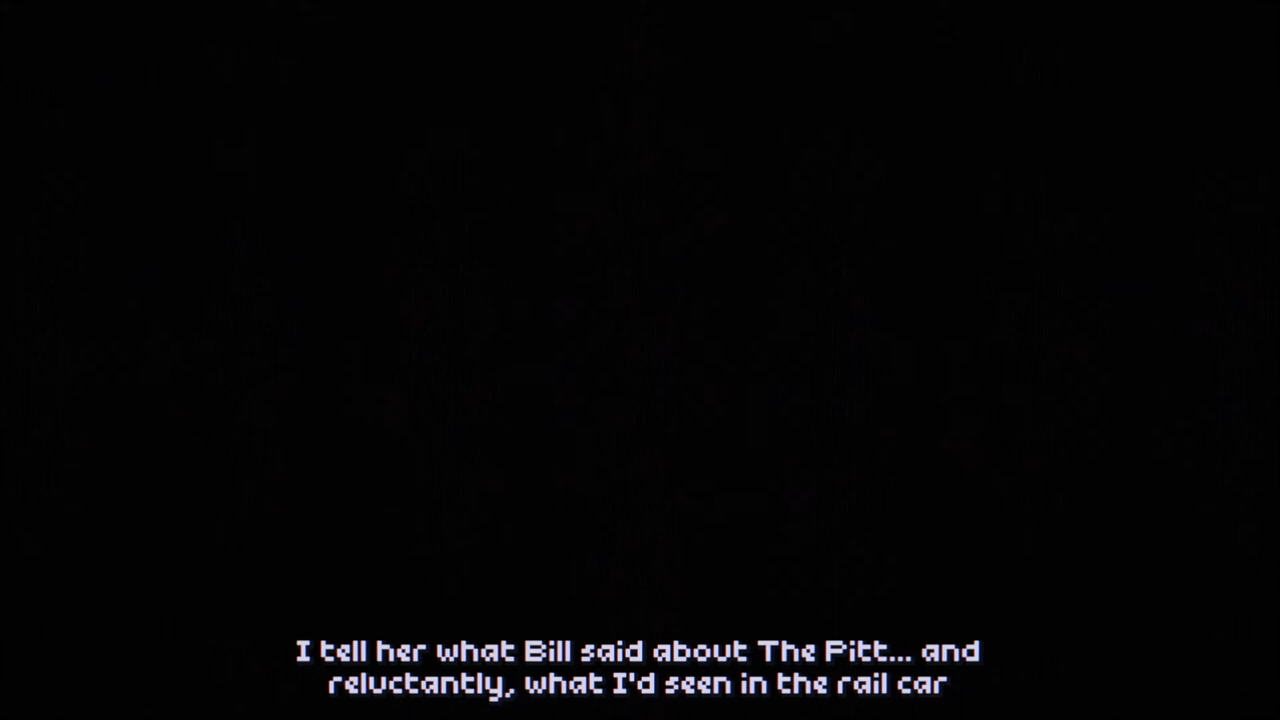 I tell her what Bill said about The Pitt... and
reluctantly, what I'd seen in the rail car